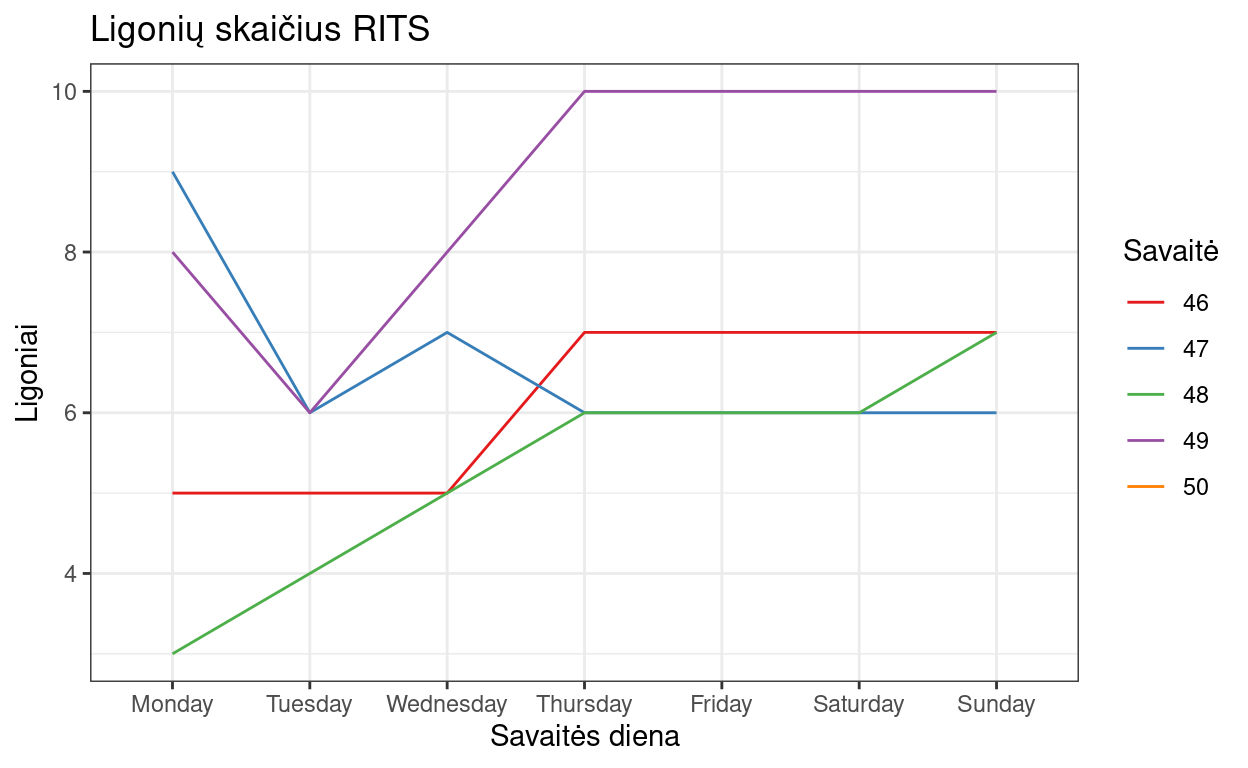 Ligonių skaičius RITS
Ligoniai
10
8
6
4
Monday Tuesday Wednesday Thursday Friday Saturday Sunday
Savaitės diena
Savaitė
46
47
48
49
50